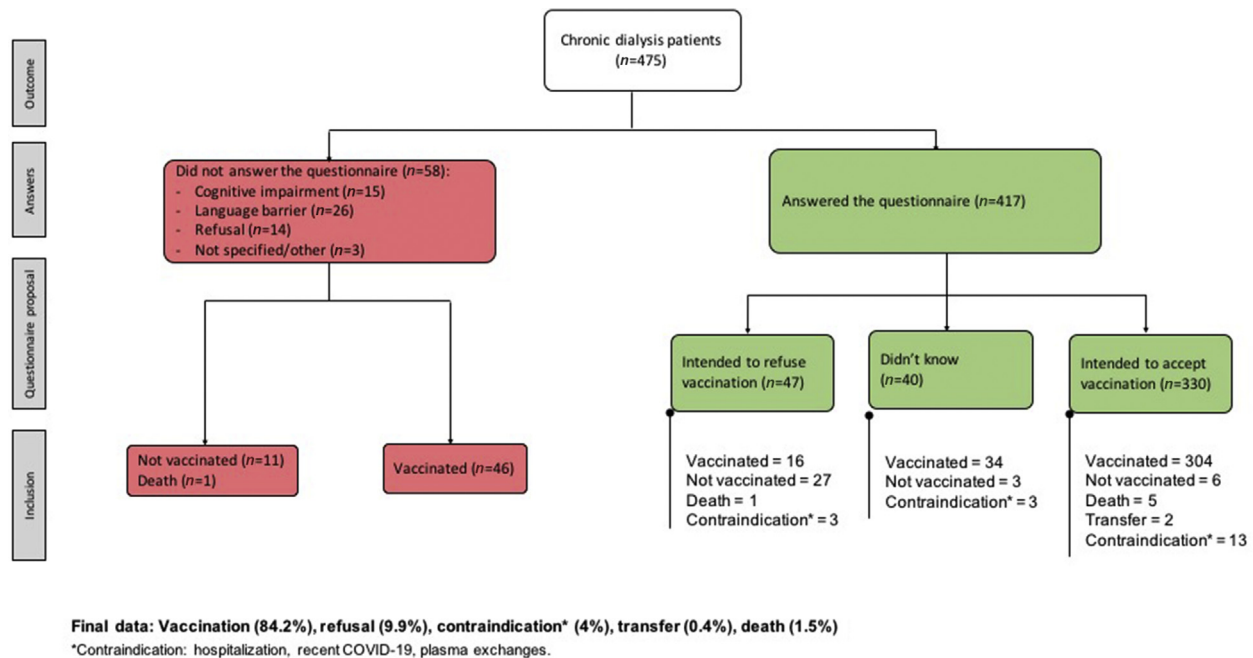 Chronic dialysis patients
(n=475)
Outcome
Answers
Did not answer the questionnaire (n=58):
- Cognitive impairment (n=15)
- Language barrier (n=26)
- Refusal (n=14)
- Not specified/other (n=3)
Answered the questionnaire (n=417)
Questionnaire proposal
Intended to refuse
vaccination (n=47)
Didn't know
(n=40)
Intended to accept
vaccination (n=330)
Inclusion
Not vaccinated (n=11)
Death (n=1)
Vaccinated (n=46)
Vaccinated = 16
Not vaccinated = 27
Death = 1
Contraindication* = 3
Vaccinated = 34
Not vaccinated = 3
Contraindication* = 3
Vaccinated = 304
Not vaccinated = 6
Death = 5
Transfer = 2
Contraindication* = 13
Final data: Vaccination (84.2%), refusal (9.9%), contraindication* (4%), transfer (0.4%), death (1.5%)
*Contraindication: hospitalization, recent COVID-19, plasma exchanges.